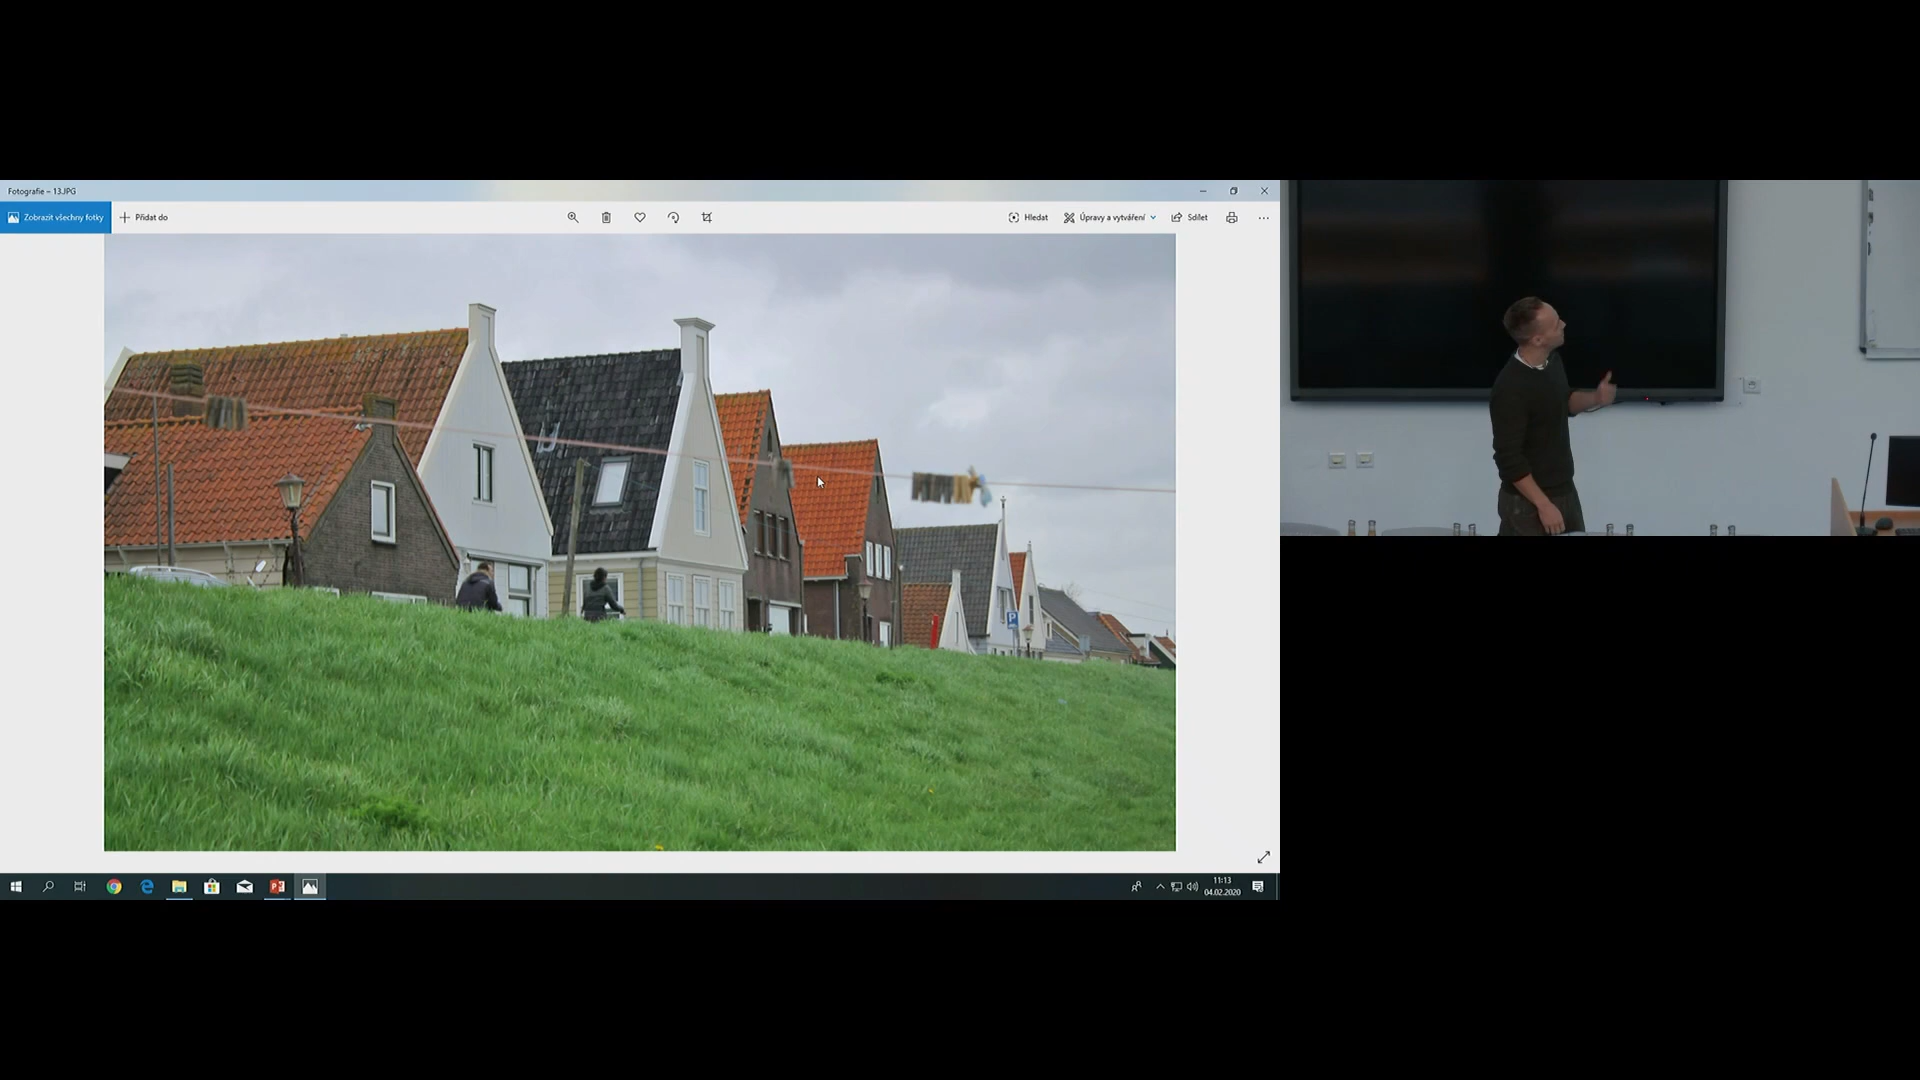 Fotografie – 13.JPG
Zobrazit všechny fotky
Přidat do
Hledat
Úpravy a vytváření
Sdílet
P
11:13
04.02.2020